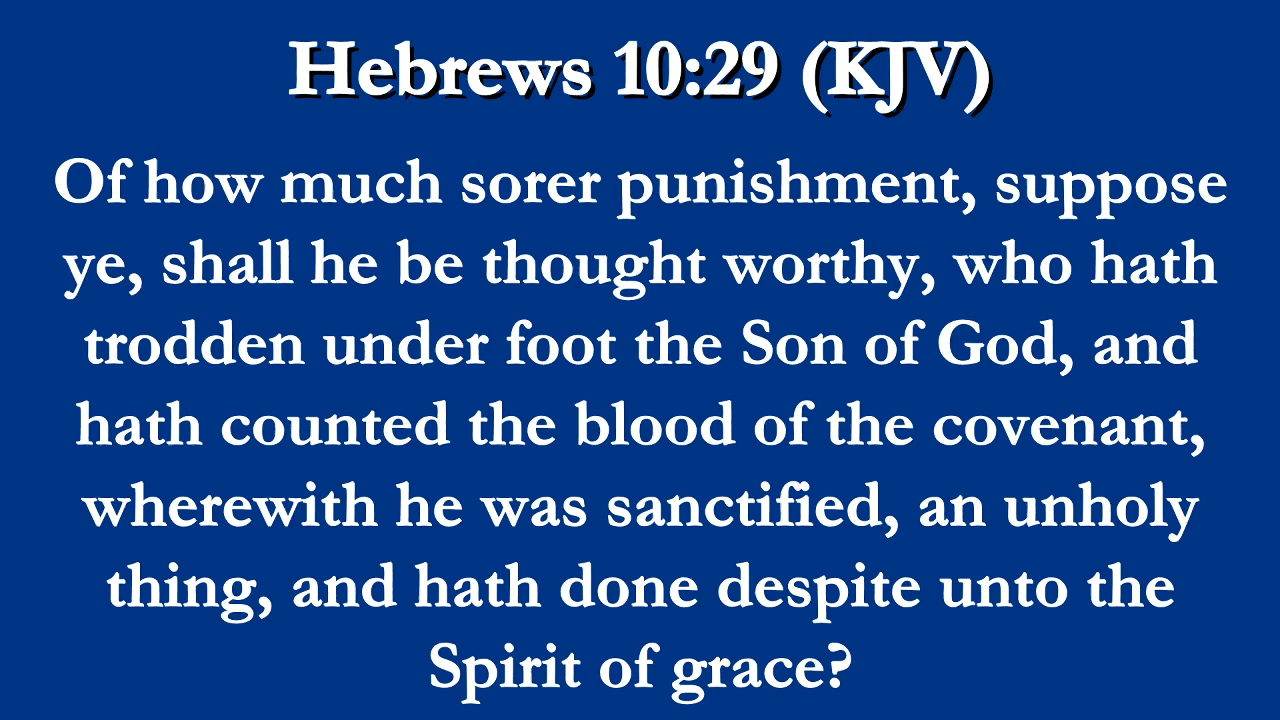 Hebrews 10:29 (KJV)
Of how much sorer punishment, suppose
ye, shall he be thought worthy, who hath
trodden under foot the Son of God, and
hath counted the blood of the covenant,
wherewith he was sanctified, an unholy
thing, and hath done despite unto the
Spirit of grace?